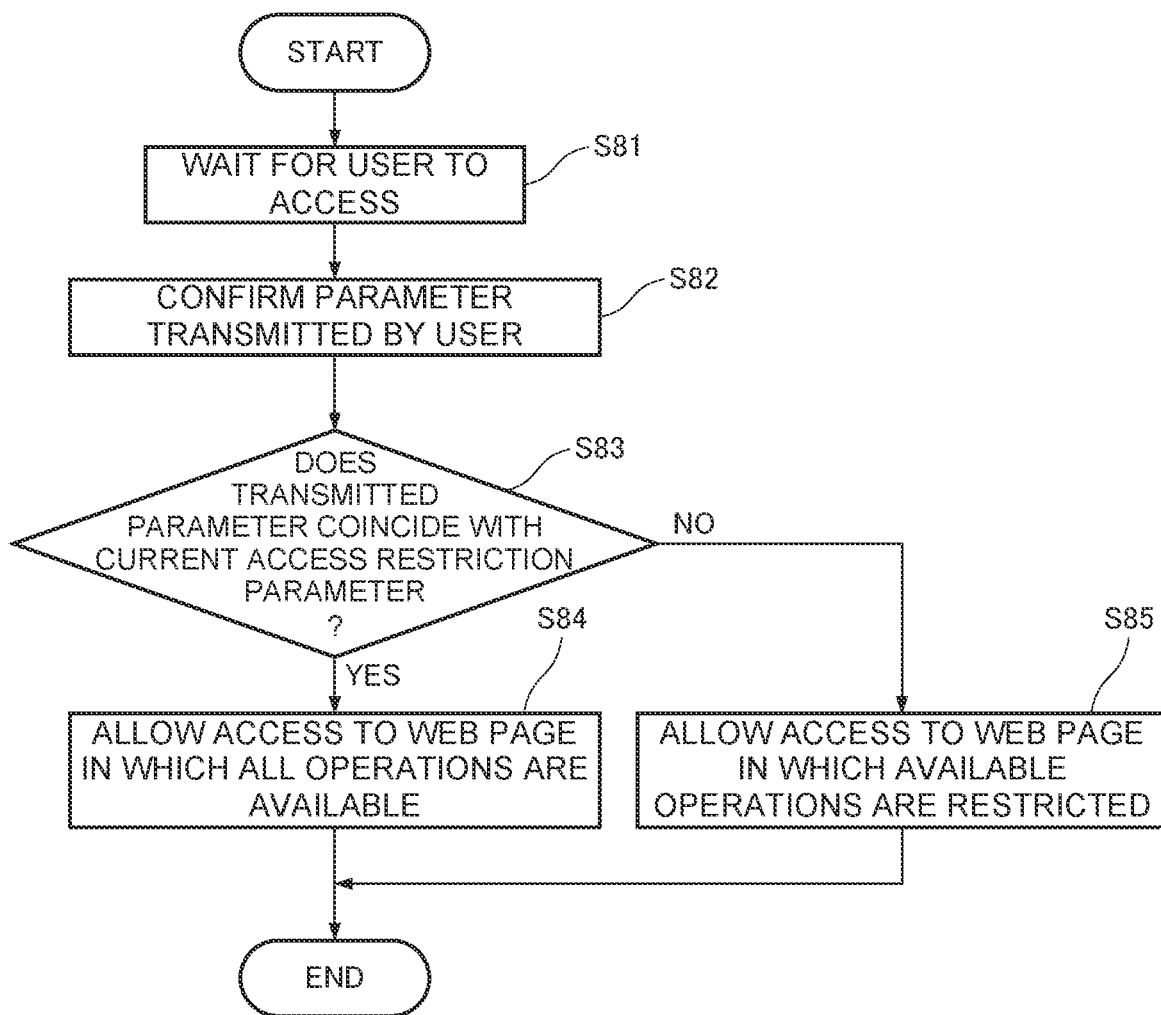 START
S81
WAIT FOR USER TO
ACCESS
S82
CONFIRM PARAMETER
TRANSMITTED BY USER
S83
DOES
TRANSMITTED
PARAMETER COINCIDE WITH
CURRENT ACCESS RESTRICTION
PARAMETER
?
NO
YES
S84
ALLOW ACCESS TO WEB PAGE
IN WHICH ALL OPERATIONS ARE
AVAILABLE
S85
ALLOW ACCESS TO WEB PAGE
IN WHICH AVAILABLE
OPERATIONS ARE RESTRICTED
END